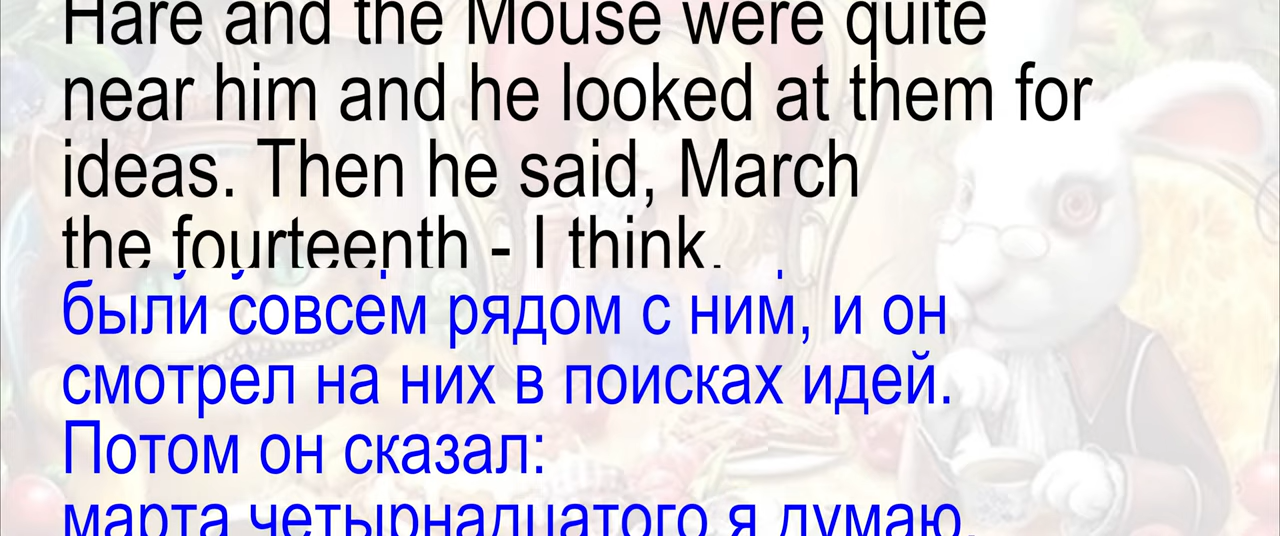 Hare and the Mouse were quite
near him and he looked at them for
ideas. Then he said, March
the fourteenth - I think.
были совсем рядом с ним, и он
смотрел на них в поисках идей.
Потом он сказал:
марта четырнадцатого я думаю.